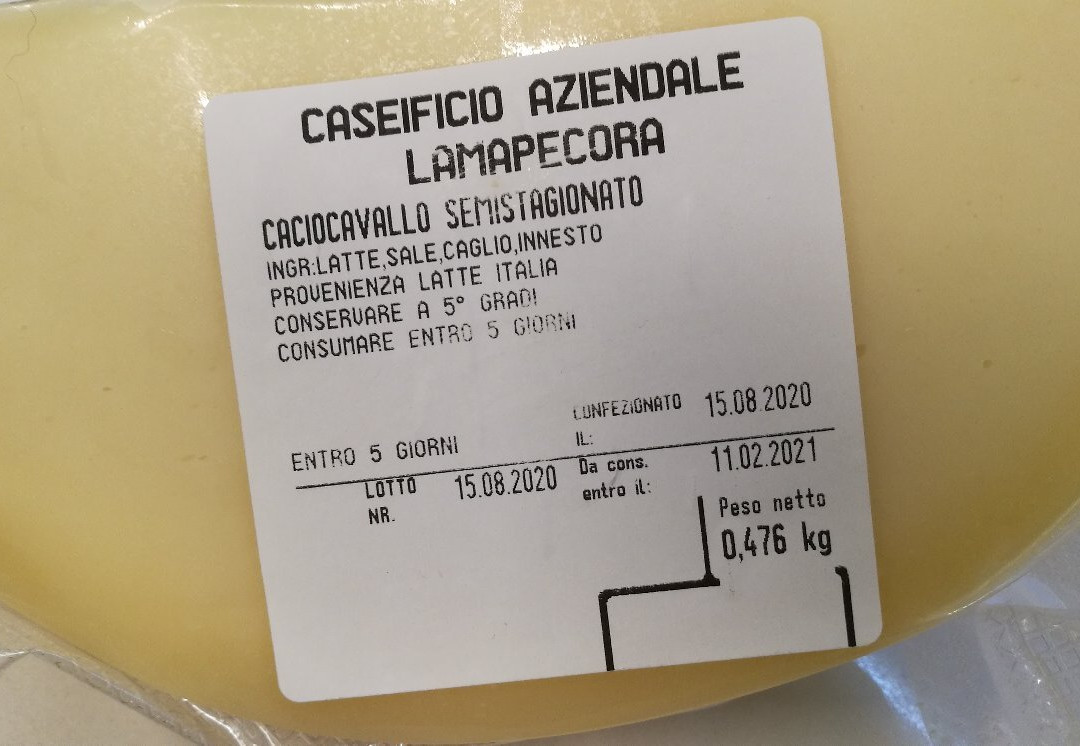 CASEIFICIO AZIENDALE
LAMAPECORA
CACIOCAVALLO SEMISTAGIONATO
INGR:LATTE,SALE,CAGLIO,INNESTO
PROVENIENZA LATTE ITALIA
CONSERVARE A 5° GRADI
CONSUMARE ENTRO 5 GIORNI
CONFEZIONATO 15.08.2020
IL:
ENTRO 5 GIORNI
LOTTO 15.08.2020
NR.
Da cons. 11.02.2021
entro il:
Peso netto
0,476 kg